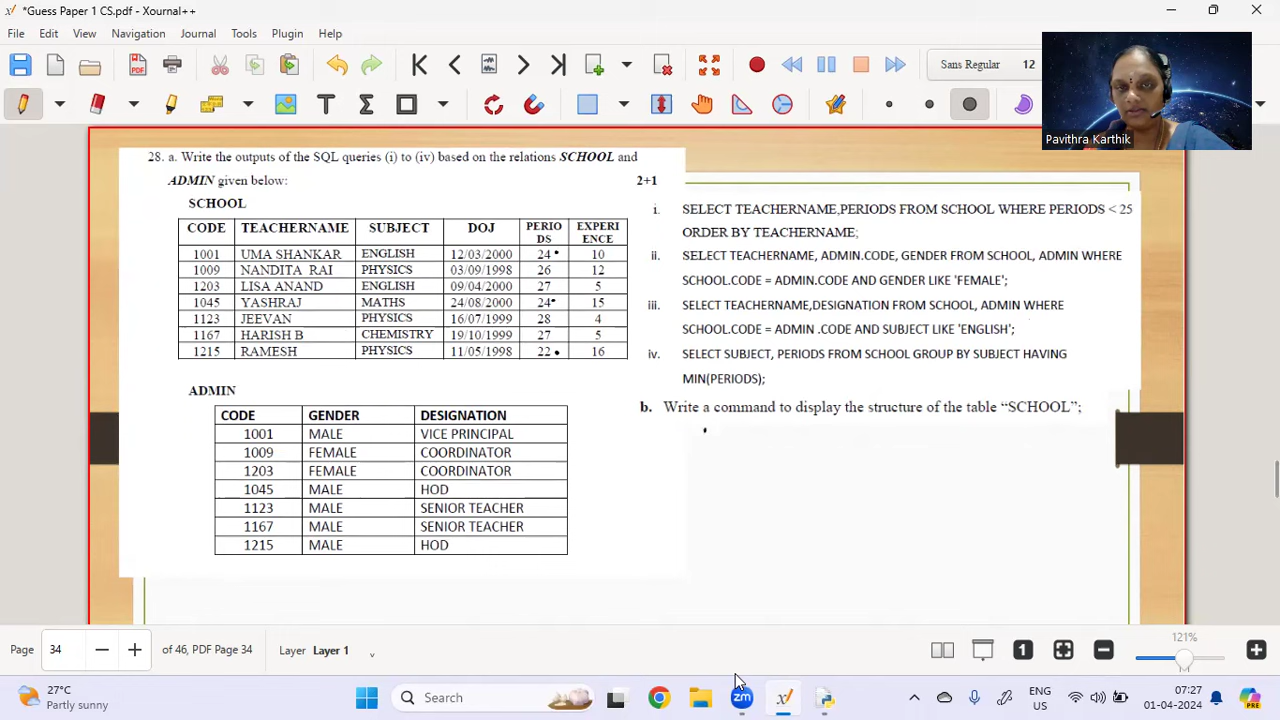 *Guess Paper 1 CS.pdf - Xournal++
File Edit View Navigation Journal Tools Plugin Help
Sans Regular 12
Pavithra Karthik
28. a. Write the outputs of the SQL queries (i) to (iv) based on the relations SCHOOL and
ADMIN given below: 2+1
SCHOOL
CODE TEACHERNAME SUBJECT DOJ PERIODS EXPERIENCE
1001 UMA SHANKAR ENGLISH 12/03/2000 24 10
1009 NANDITA RAI PHYSICS 03/09/1998 26 12
1203 LISA ANAND ENGLISH 09/04/2000 27 5
1045 YASHRAJ MATHS 24/08/2000 24 15
1123 JEEVAN PHYSICS 16/07/1999 28 4
1167 HARISH B CHEMISTRY 19/10/1999 27 5
1215 RAMESH PHYSICS 11/05/1998 22 16
ADMIN
CODE GENDER DESIGNATION
1001 MALE VICE PRINCIPAL
1009 FEMALE COORDINATOR
1203 FEMALE COORDINATOR
1045 MALE HOD
1123 MALE SENIOR TEACHER
1167 MALE SENIOR TEACHER
1215 MALE HOD
i. SELECT TEACHERNAME,PERIODS FROM SCHOOL WHERE PERIODS < 25
ORDER BY TEACHERNAME;
ii. SELECT TEACHERNAME, ADMIN.CODE, GENDER FROM SCHOOL, ADMIN WHERE
SCHOOL.CODE = ADMIN.CODE AND GENDER LIKE 'FEMALE';
iii. SELECT TEACHERNAME,DESIGNATION FROM SCHOOL, ADMIN WHERE
SCHOOL.CODE = ADMIN .CODE AND SUBJECT LIKE 'ENGLISH';
iv. SELECT SUBJECT, PERIODS FROM SCHOOL GROUP BY SUBJECT HAVING
MIN(PERIODS);
b. Write a command to display the structure of the table “SCHOOL”;
Page 34 of 46, PDF Page 34 Layer Layer 1 121%
27°C
Partly sunny
Search
zm
ENG
US
07:27
01-04-2024
PRE